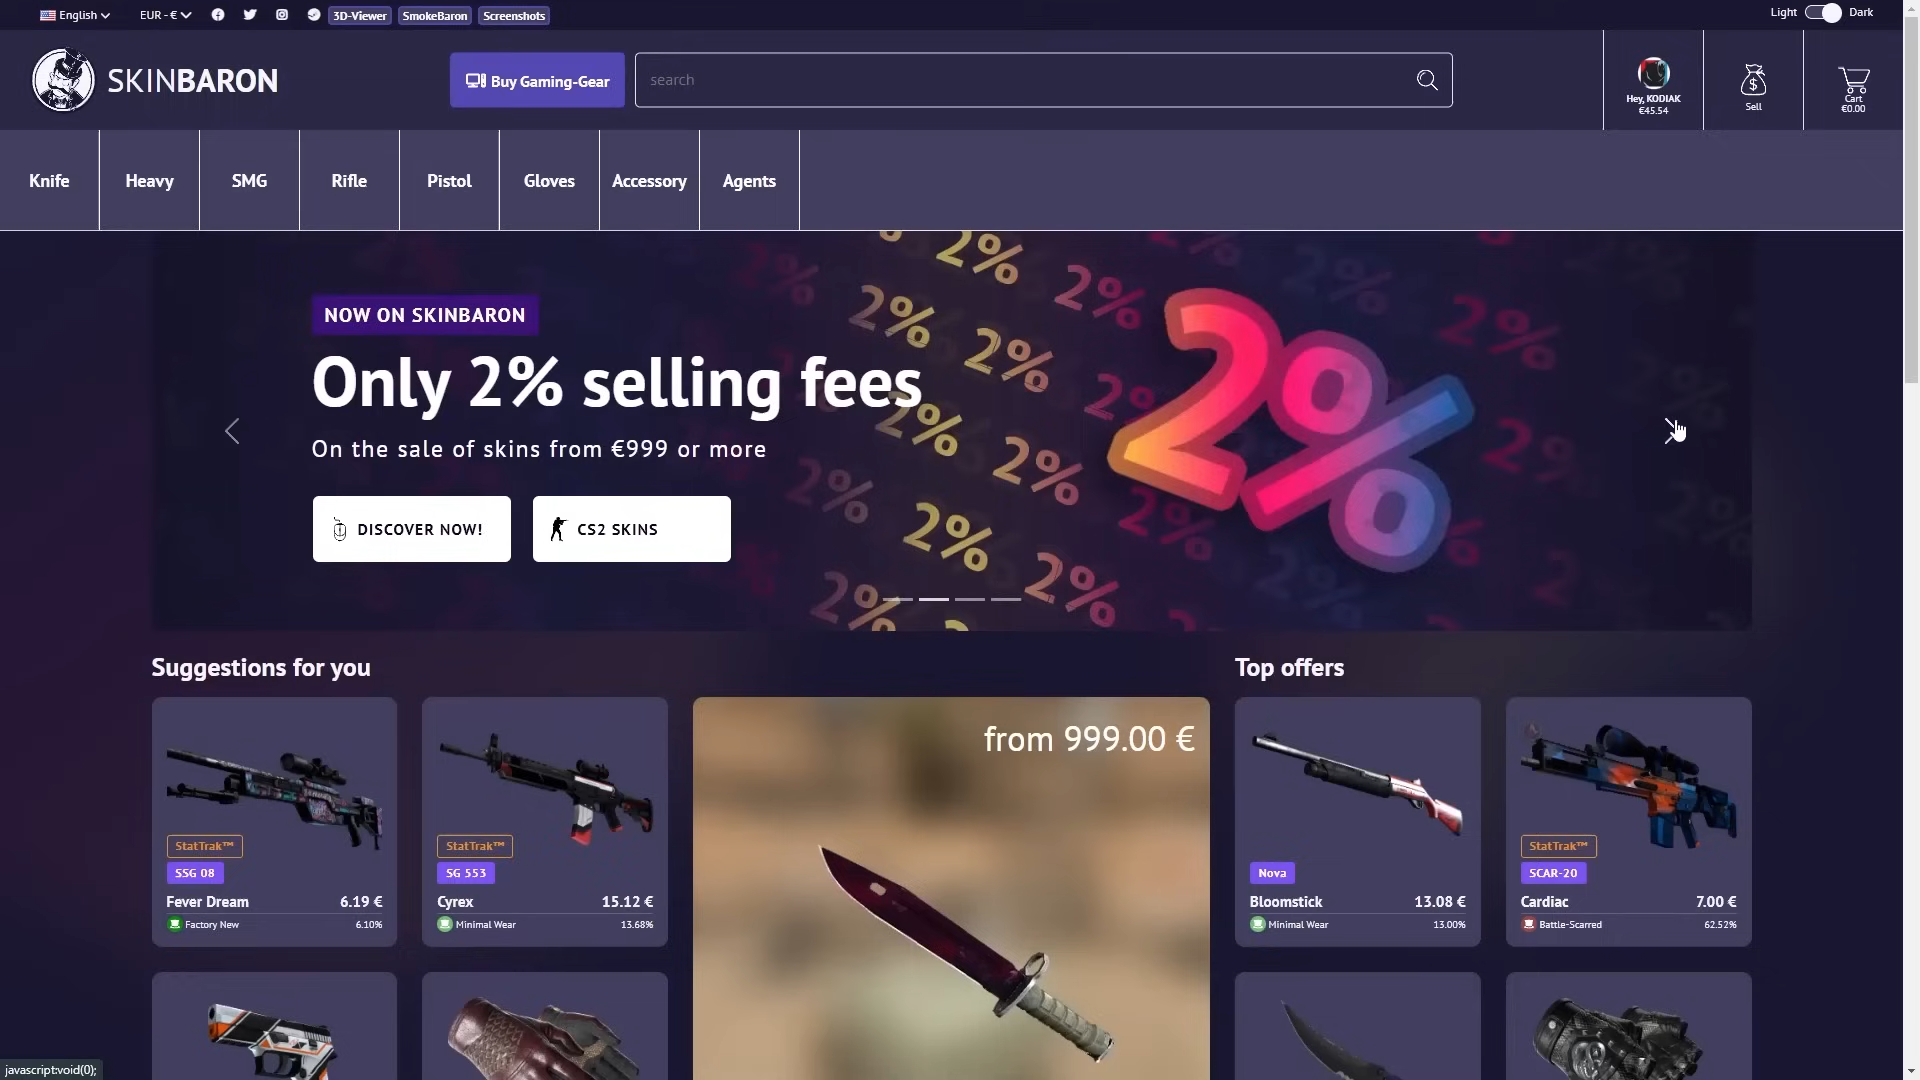 English
EUR - €
3D-Viewer
SmokeBaron
Screenshots
Light
Dark
SKINBARON
Buy Gaming-Gear
search
Hey, KODIAK
€45.54
Sell
Cart
€0.00
Knife
Heavy
SMG
Rifle
Pistol
Gloves
Accessory
Agents
NOW ON SKINBARON
Only 2% selling fees
On the sale of skins from €999 or more
DISCOVER NOW!
CS2 SKINS
2%
Suggestions for you
Top offers
StatTrak™
SSG 08
Fever Dream
6.19 €
Factory New
6.10%
StatTrak™
SG 553
Cyrex
15.12 €
Minimal Wear
13.68%
from 999.00 €
Nova
Bloomstick
13.08 €
Minimal Wear
13.00%
StatTrak™
SCAR-20
Cardiac
7.00 €
Battle-Scarred
62.52%
javascript:void(0);